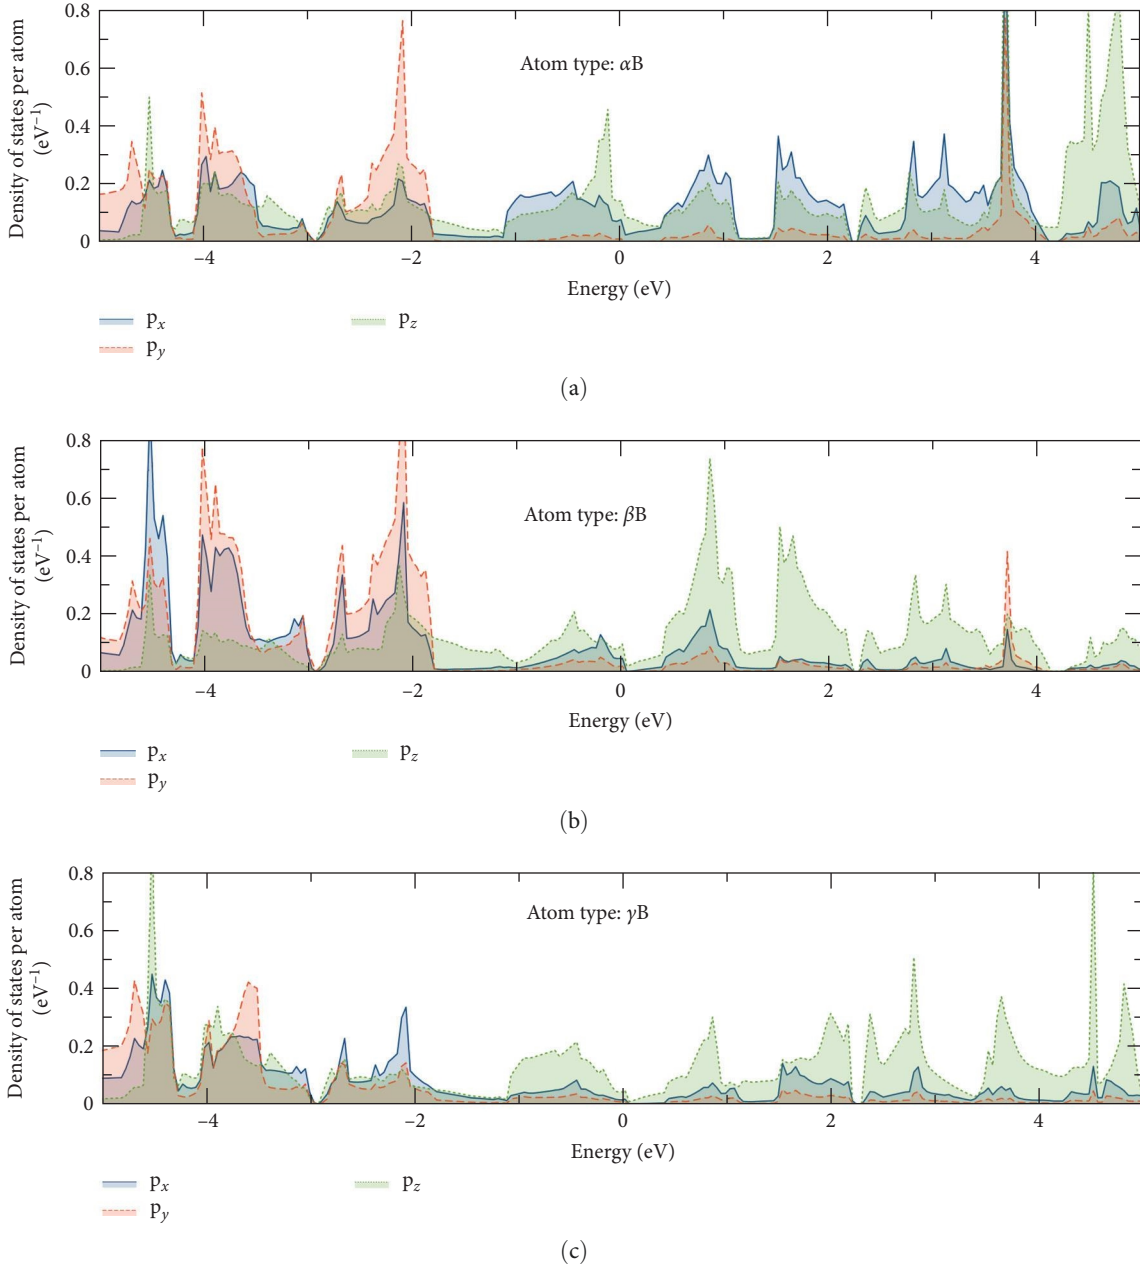 Density of states per atom
(eV⁻¹)
0.8
0.6
0.4
0.2
0
Atom type: αB
−4
−2
0
2
4
Energy (eV)
pₓ
p_z
p_y
(a)
Density of states per atom
(eV⁻¹)
0.8
0.6
0.4
0.2
0
Atom type: βB
−4
−2
0
2
4
Energy (eV)
pₓ
p_z
p_y
(b)
Density of states per atom
(eV⁻¹)
0.8
0.6
0.4
0.2
0
Atom type: γB
−4
−2
0
2
4
Energy (eV)
pₓ
p_z
p_y
(c)